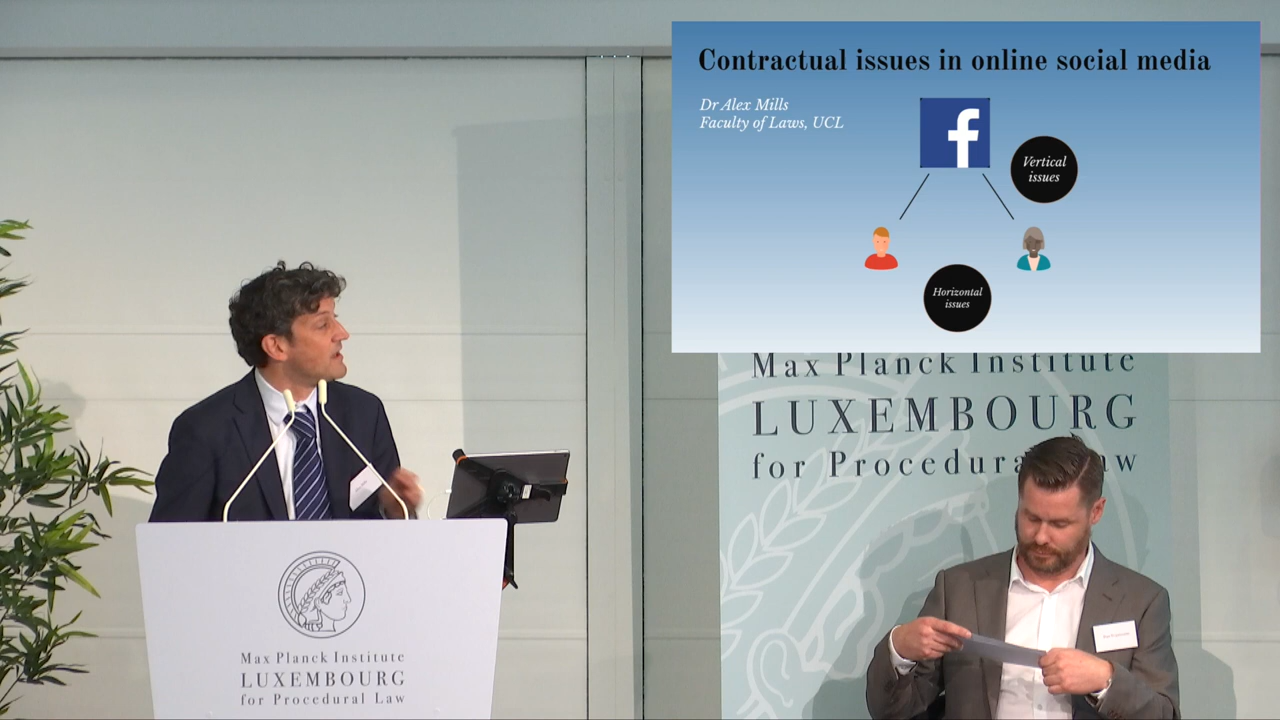 Contractual issues in online social media
Dr Alex Mills
Faculty of Laws, UCL
Vertical
issues
Horizontal
issues
Max Planck Institute
LUXEMBOURG
for Procedural Law
Max Planck Institute
LUXEMBOURG
for Procedural Law